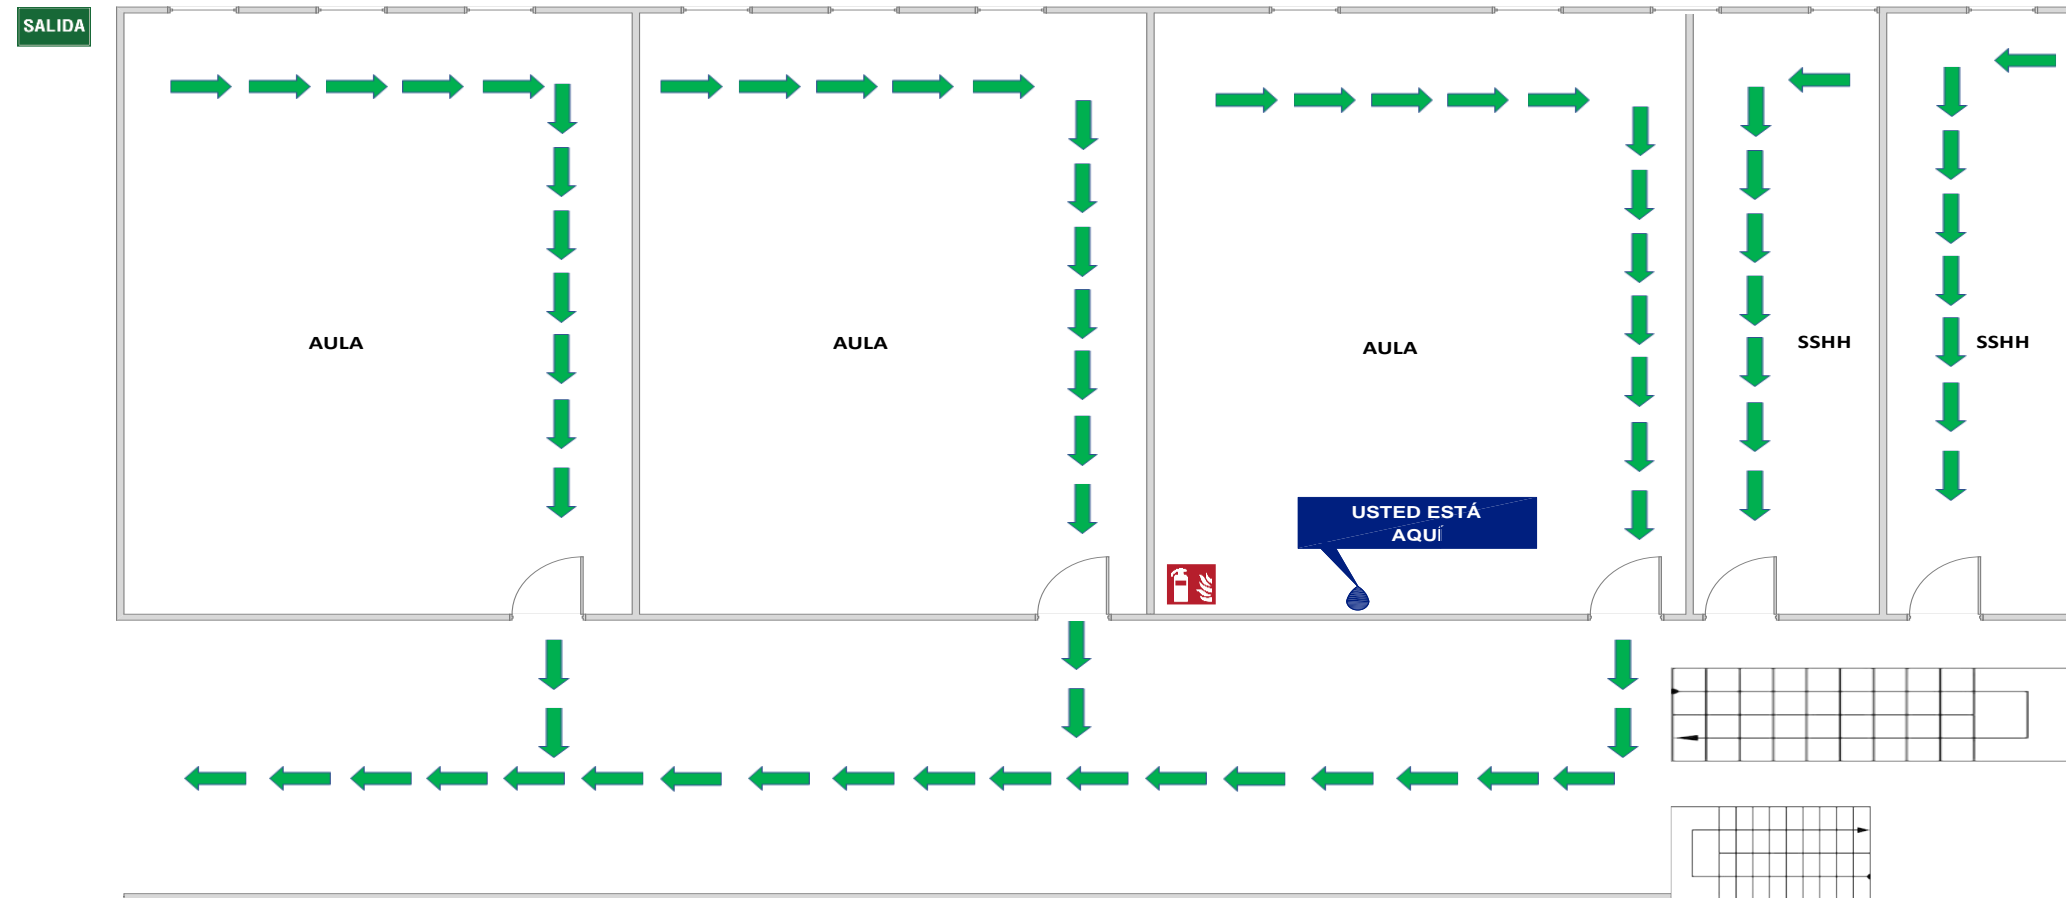 SALIDA
AULA
AULA
AULA
SSHH
SSHH
USTED ESTÁ
AQUÍ